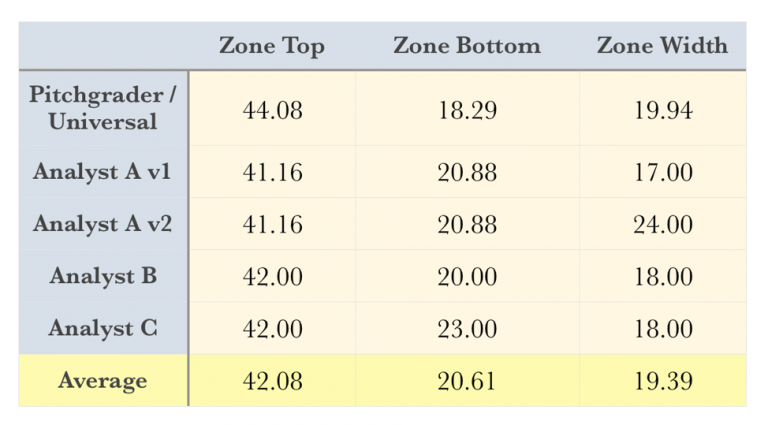 Zone Top Zone Bottom Zone Width
Pitchgrader /
Universal 44.08 18.29 19.94
Analyst A v1 41.16 20.88 17.00
Analyst A v2 41.16 20.88 24.00
Analyst B 42.00 20.00 18.00
Analyst C 42.00 23.00 18.00
Average 42.08 20.61 19.39